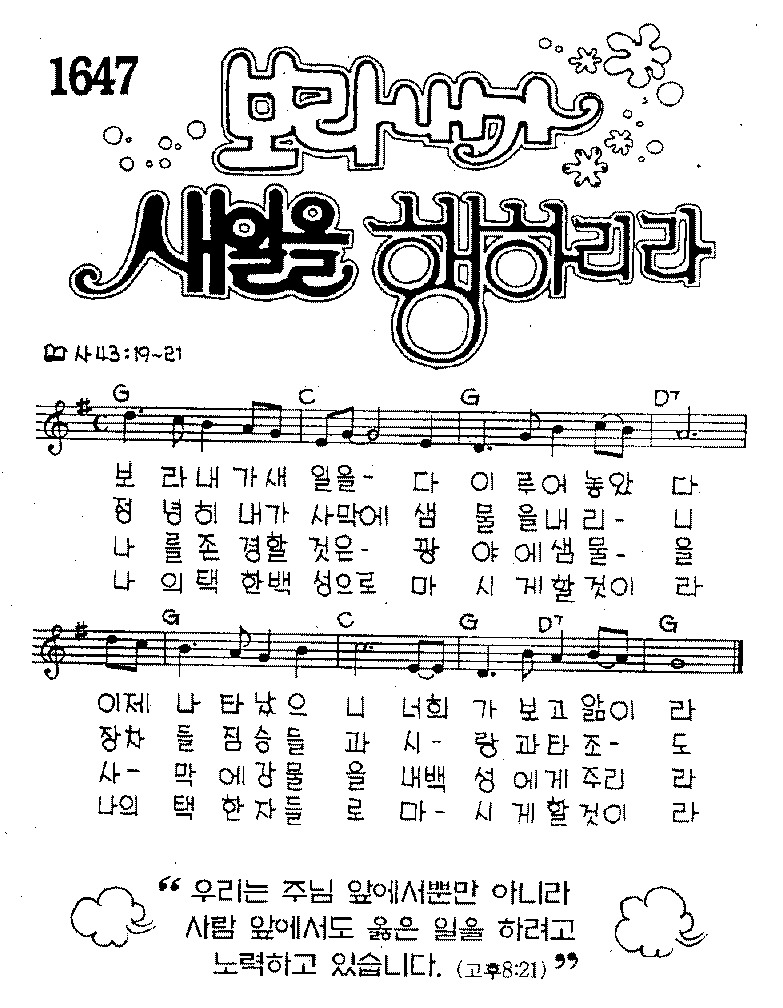 1647
보라 내가
새일을 행하리라
사 43:19~21
G C G D7
보 라내 가새 일을- 다 이 루어 놓았 다
정 녕히 내가 사막에 샘 물 을내 리- 니
나 를존 경할 것은- 광 야 에샘 물- 을
나 의택 한백 성으로 마 시 게할 것이 라
G C G D7 G
이제 나 타났으 니 너희 가 보고 앎이 라
장차 들 짐승들 과 시- 랑 과타 조- 도
사- 막 에강물 을 내백 성 에게 주리 라
나의 택 한자들 로 마- 시 게할 것이 라
“ 우리는 주님 앞에서뿐만 아니라
사람 앞에서도 옳은 일을 하려고
노력하고 있습니다. (고후8:21) ”